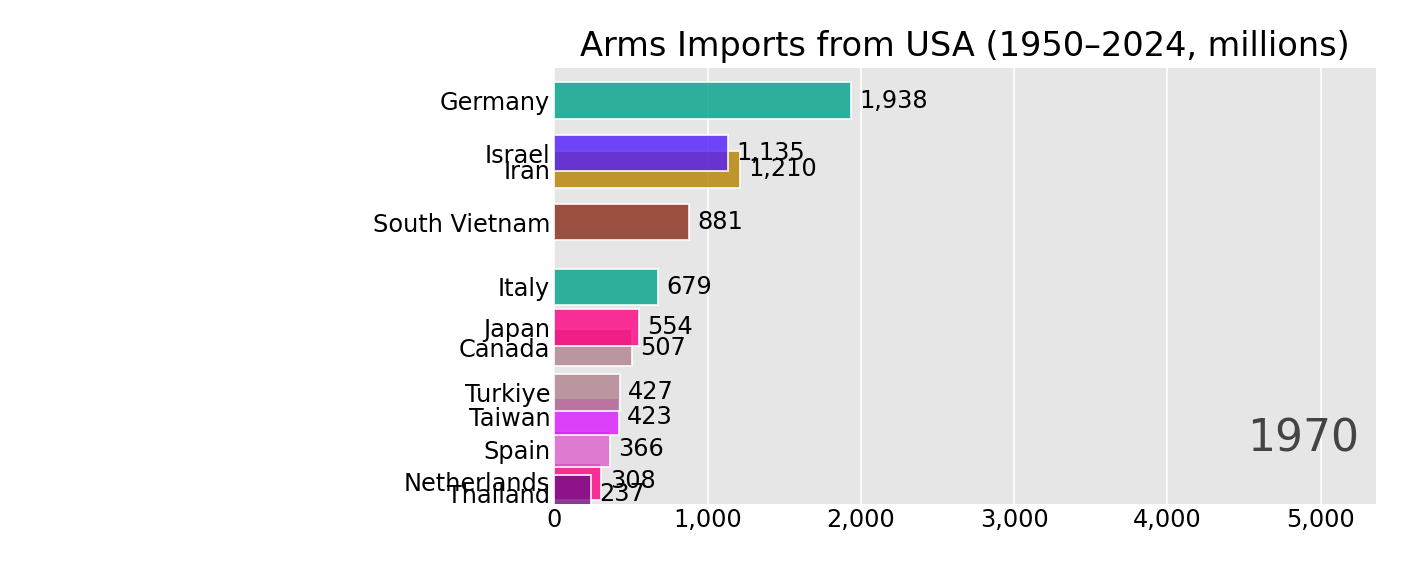 Arms Imports from USA (1950–2024, millions)
Germany 1,938
Israel 1,135
Iran 1,210
South Vietnam 881
Italy 679
Japan 554
Canada 507
Turkiye 427
Taiwan 423
Spain 366
Netherlands 308
Thailand 237
1970
0 1,000 2,000 3,000 4,000 5,000